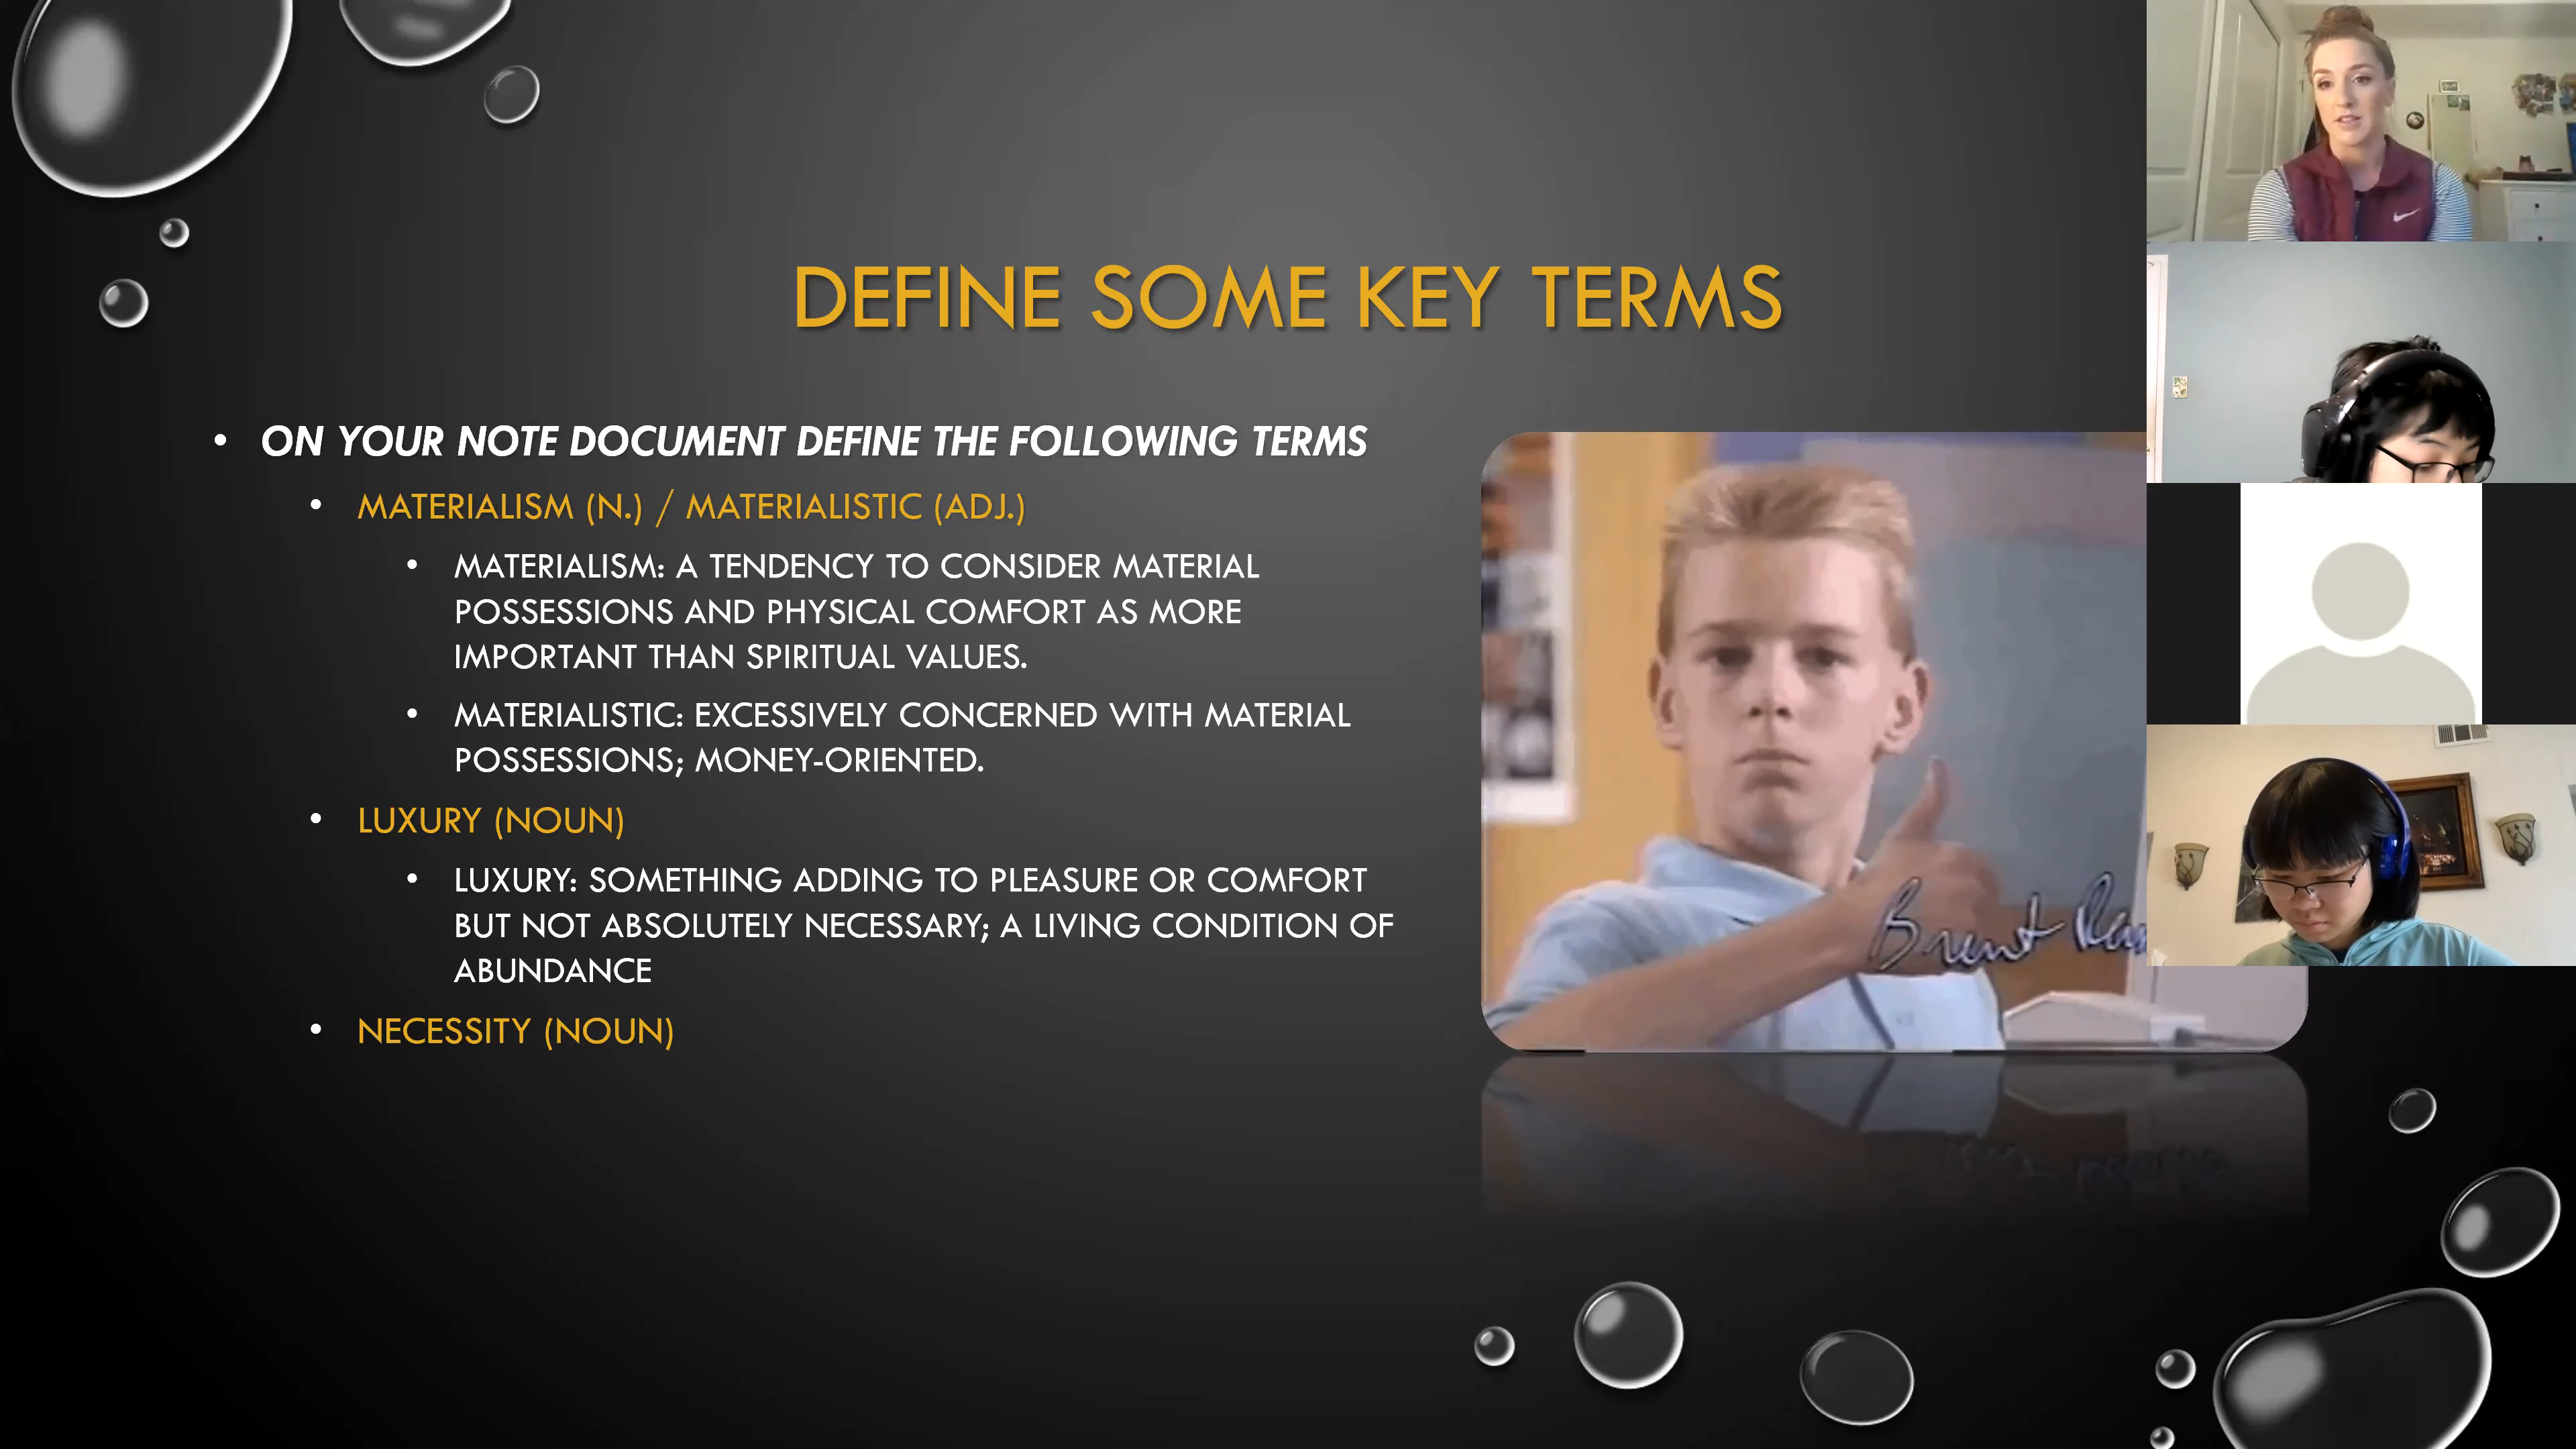 DEFINE SOME KEY TERMS
• ON YOUR NOTE DOCUMENT DEFINE THE FOLLOWING TERMS
• MATERIALISM (N.) / MATERIALISTIC (ADJ.)
• MATERIALISM: A TENDENCY TO CONSIDER MATERIAL
POSSESSIONS AND PHYSICAL COMFORT AS MORE
IMPORTANT THAN SPIRITUAL VALUES.
• MATERIALISTIC: EXCESSIVELY CONCERNED WITH MATERIAL
POSSESSIONS; MONEY-ORIENTED.
• LUXURY (NOUN)
• LUXURY: SOMETHING ADDING TO PLEASURE OR COMFORT
BUT NOT ABSOLUTELY NECESSARY; A LIVING CONDITION OF
ABUNDANCE
• NECESSITY (NOUN)
Brent